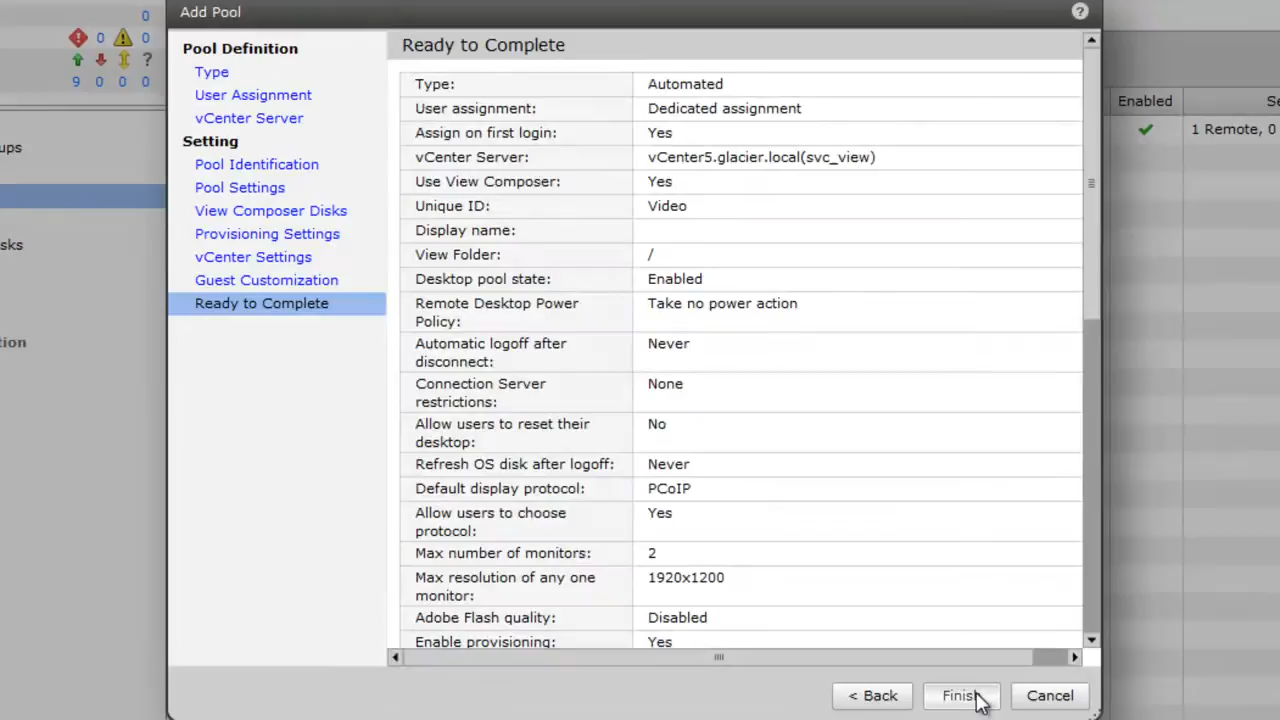 Add Pool
?
0
0
0
?
9 0 0 0
ups
sks
tion
Pool Definition
Type
User Assignment
vCenter Server
Setting
Pool Identification
Pool Settings
View Composer Disks
Provisioning Settings
vCenter Settings
Guest Customization
Ready to Complete
Ready to Complete
Type: Automated
User assignment: Dedicated assignment
Assign on first login: Yes
vCenter Server: vCenter5.glacier.local(svc_view)
Use View Composer: Yes
Unique ID: Video
Display name:
View Folder: /
Desktop pool state: Enabled
Remote Desktop Power Take no power action
Policy:
Automatic logoff after Never
disconnect:
Connection Server None
restrictions:
Allow users to reset their No
desktop:
Refresh OS disk after logoff: Never
Default display protocol: PCoIP
Allow users to choose Yes
protocol:
Max number of monitors: 2
Max resolution of any one 1920x1200
monitor:
Adobe Flash quality: Disabled
Enable provisioning: Yes
< Back
Finish
Cancel
Enabled
Se
1 Remote, 0